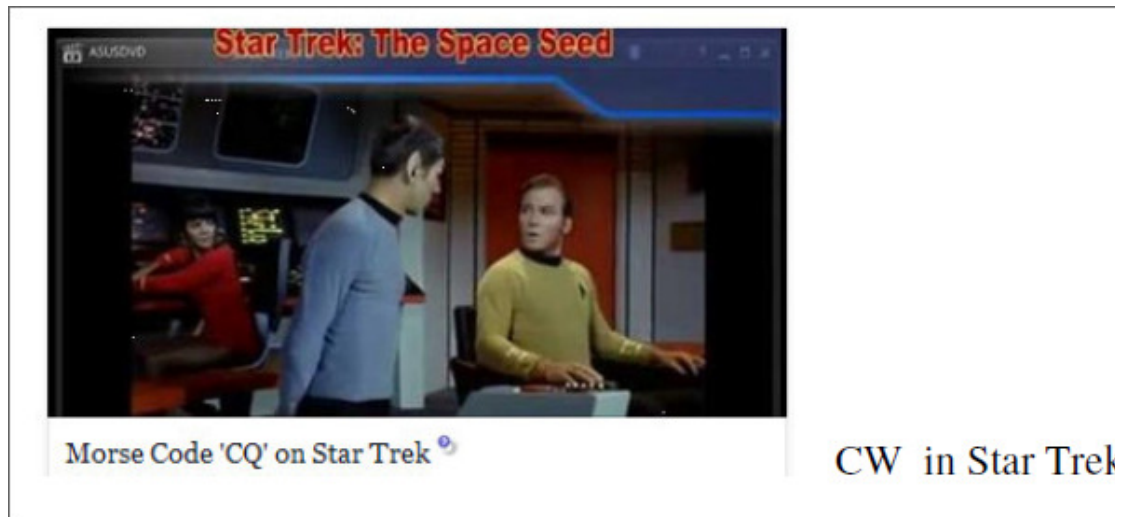 Star Trek: The Space Seed
ASUSDVD
Morse Code 'CQ' on Star Trek
CW in Star Trek